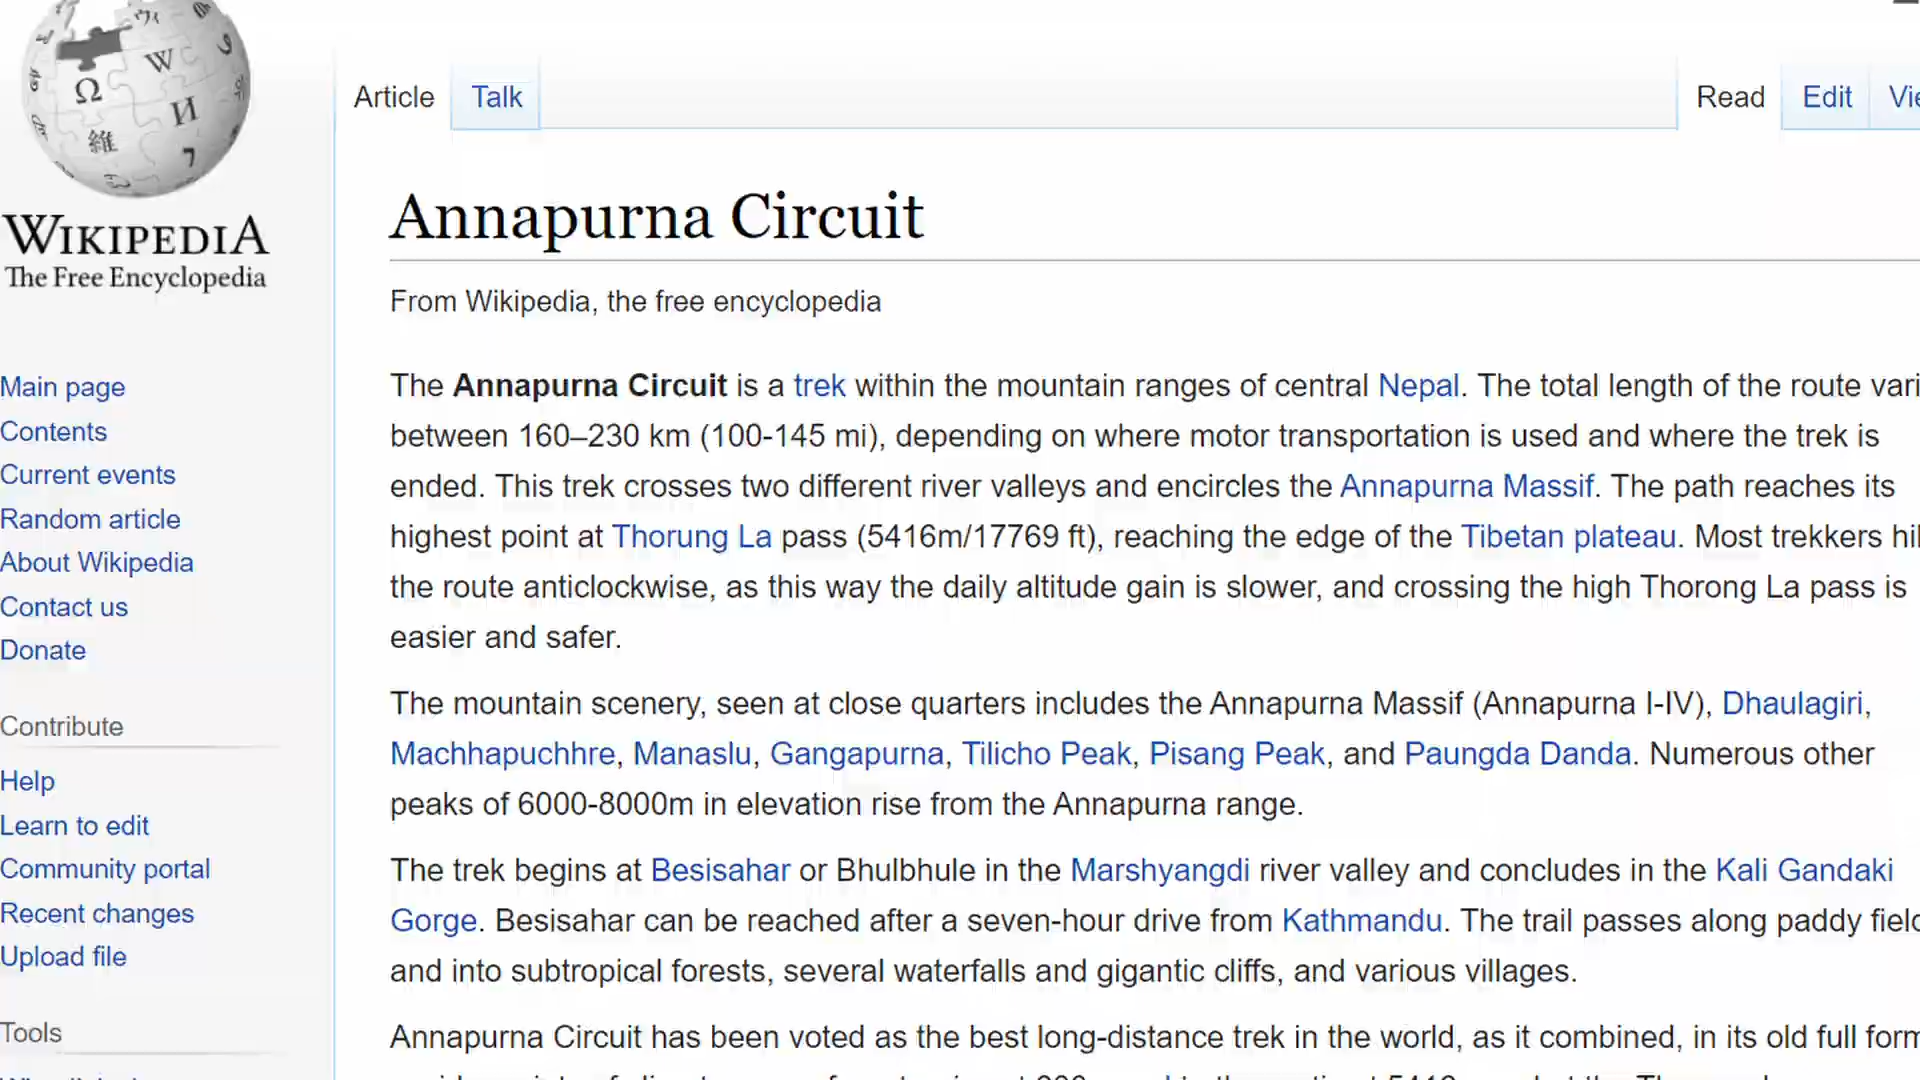 Ω W И 維 7
WIKIPEDIA
The Free Encyclopedia
Main page
Contents
Current events
Random article
About Wikipedia
Contact us
Donate
Contribute
Help
Learn to edit
Community portal
Recent changes
Upload file
Tools
Article Talk Read Edit
Annapurna Circuit
From Wikipedia, the free encyclopedia
The Annapurna Circuit is a trek within the mountain ranges of central Nepal. The total length of the route vari
between 160–230 km (100-145 mi), depending on where motor transportation is used and where the trek is
ended. This trek crosses two different river valleys and encircles the Annapurna Massif. The path reaches its
highest point at Thorung La pass (5416m/17769 ft), reaching the edge of the Tibetan plateau. Most trekkers
the route anticlockwise, as this way the daily altitude gain is slower, and crossing the high Thorong La pass is
easier and safer.
The mountain scenery, seen at close quarters includes the Annapurna Massif (Annapurna I-IV), Dhaulagiri,
Machhapuchhre, Manaslu, Gangapurna, Tilicho Peak, Pisang Peak, and Paungda Danda. Numerous other
peaks of 6000-8000m in elevation rise from the Annapurna range.
The trek begins at Besisahar or Bhulbhule in the Marshyangdi river valley and concludes in the Kali Gandaki
Gorge. Besisahar can be reached after a seven-hour drive from Kathmandu. The trail passes along paddy
and into subtropical forests, several waterfalls and gigantic cliffs, and various villages.
Annapurna Circuit has been voted as the best long-distance trek in the world, as it combined, in its old full form